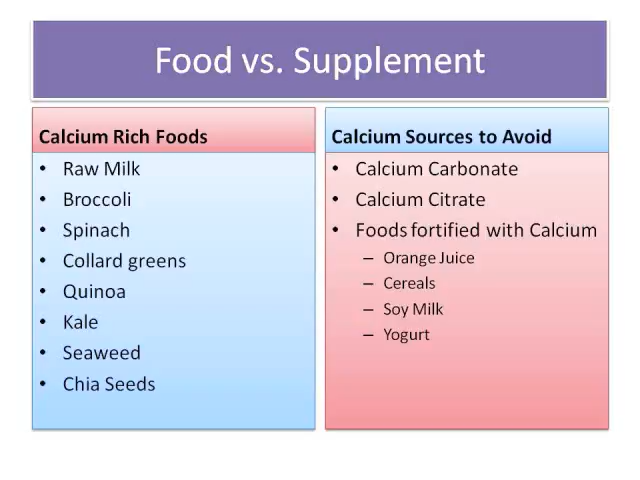 Food vs. Supplement
Calcium Rich Foods
• Raw Milk
• Broccoli
• Spinach
• Collard greens
• Quinoa
• Kale
• Seaweed
• Chia Seeds
Calcium Sources to Avoid
• Calcium Carbonate
• Calcium Citrate
• Foods fortified with Calcium
– Orange Juice
– Cereals
– Soy Milk
– Yogurt